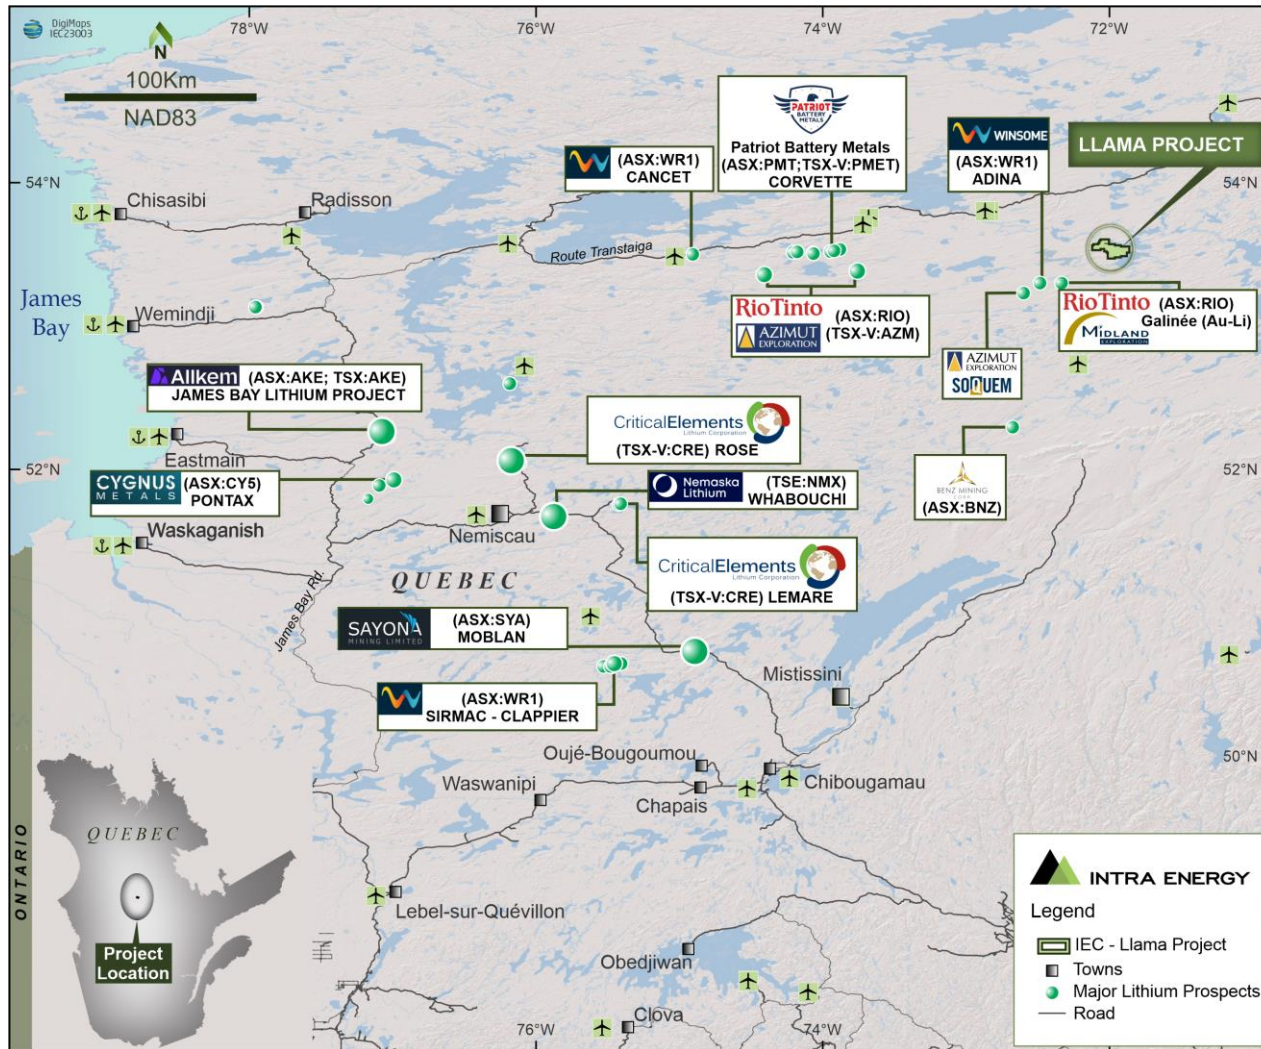 DigiMaps
IEC23003
N
100Km
NAD83
78°W
76°W
74°W
72°W
54°N
54°N
52°N
52°N
50°N
76°W
74°W
PATRIOT
BATTERY
METALS
Patriot Battery Metals
(ASX:PMT;TSX-V:PMET)
CORVETTE
(ASX:WR1)
CANCET
WINSOME
(ASX:WR1)
ADINA
LLAMA PROJECT
Chisasibi
Radisson
Route Transtaiga
James
Bay
Wemindji
RioTinto
AZIMUT
EXPLORATION
(ASX:RIO)
(TSX-V:AZM)
RioTinto (ASX:RIO)
Galinée (Au-Li)
MIDLAND
EXPLORATION
AZIMUT
EXPLORATION
SOQUEM
Allkem (ASX:AKE; TSX:AKE)
JAMES BAY LITHIUM PROJECT
CriticalElements
Lithium Corporation
(TSX-V:CRE) ROSE
Eastmain
CYGNUS
METALS
(ASX:CY5)
PONTAX
Nemaska
Lithium
(TSE:NMX)
WHABOUCHI
BENZ MINING
CORP
(ASX:BNZ)
Waskaganish
Nemiscau
CriticalElements
Lithium Corporation
(TSX-V:CRE) LEMARE
QUEBEC
James Bay Rd.
SAYONA
MINING LIMITED
(ASX:SYA)
MOBLAN
(ASX:WR1)
SIRMAC - CLAPPIER
Mistissini
Oujé-Bougoumou
Waswanipi
Chapais
Chibougamau
Lebel-sur-Quévillon
Obedjiwan
Clova
ONTARIO
QUEBEC
Project
Location
INTRA ENERGY
Legend
IEC - Llama Project
Towns
Major Lithium Prospects
Road